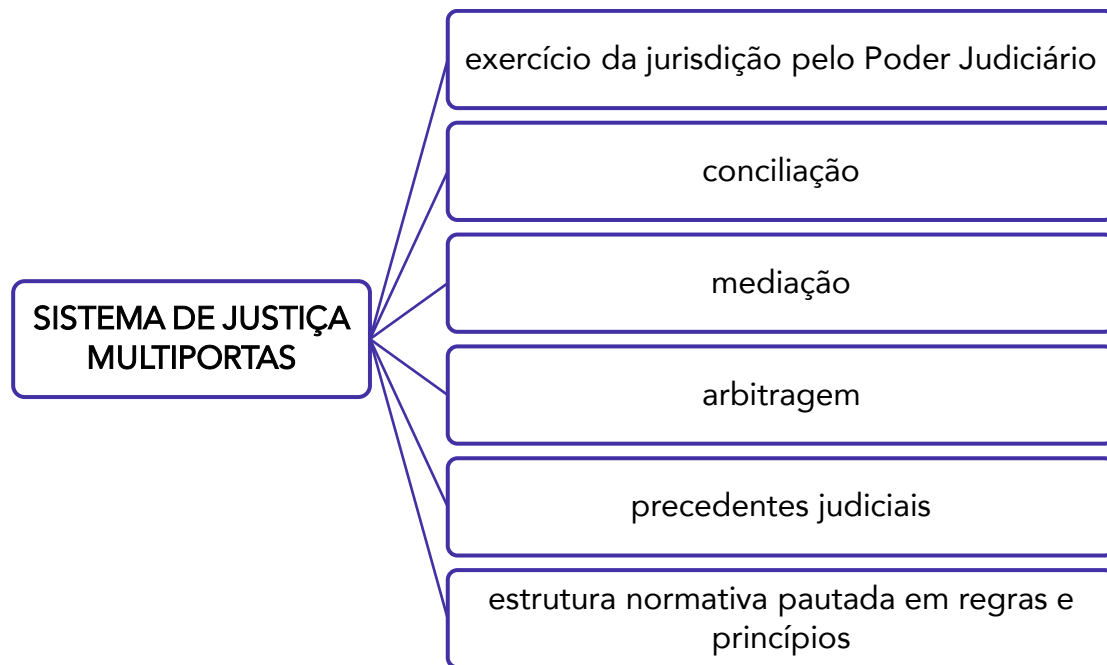 exercício da jurisdição pelo Poder Judiciário
conciliação
mediação
SISTEMA DE JUSTIÇA
MULTIPORTAS
arbitragem
precedentes judiciais
estrutura normativa pautada em regras e
princípios